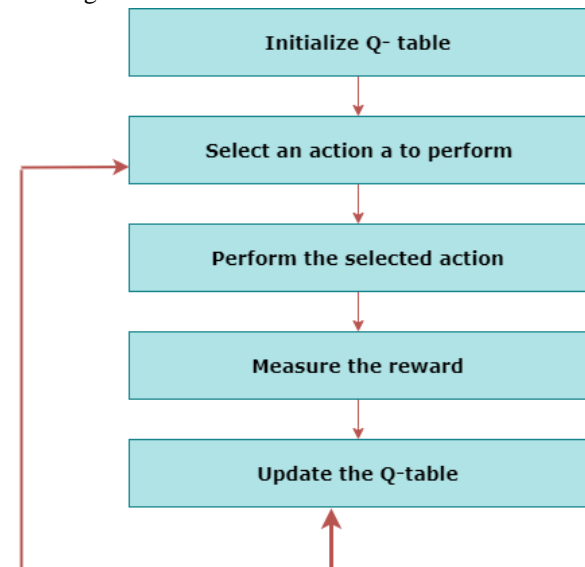 Initialize Q- table
Select an action a to perform
Perform the selected action
Measure the reward
Update the Q-table